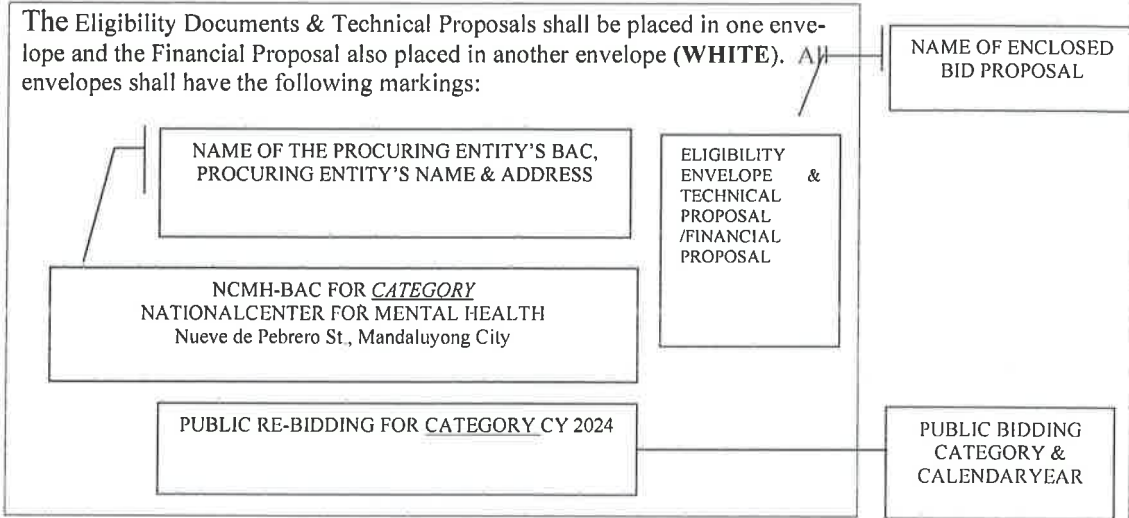 The Eligibility Documents & Technical Proposals shall be placed in one enve-
lope and the Financial Proposal also placed in another envelope (WHITE). All
envelopes shall have the following markings:
NAME OF ENCLOSED
BID PROPOSAL
NAME OF THE PROCURING ENTITY'S BAC,
PROCURING ENTITY'S NAME & ADDRESS
ELIGIBILITY
ENVELOPE &
TECHNICAL
PROPOSAL
/FINANCIAL
PROPOSAL
NCMH-BAC FOR CATEGORY
NATIONALCENTER FOR MENTAL HEALTH
Nueve de Pebrero St., Mandaluyong City
PUBLIC RE-BIDDING FOR CATEGORY CY 2024
PUBLIC BIDDING
CATEGORY &
CALENDARYEAR